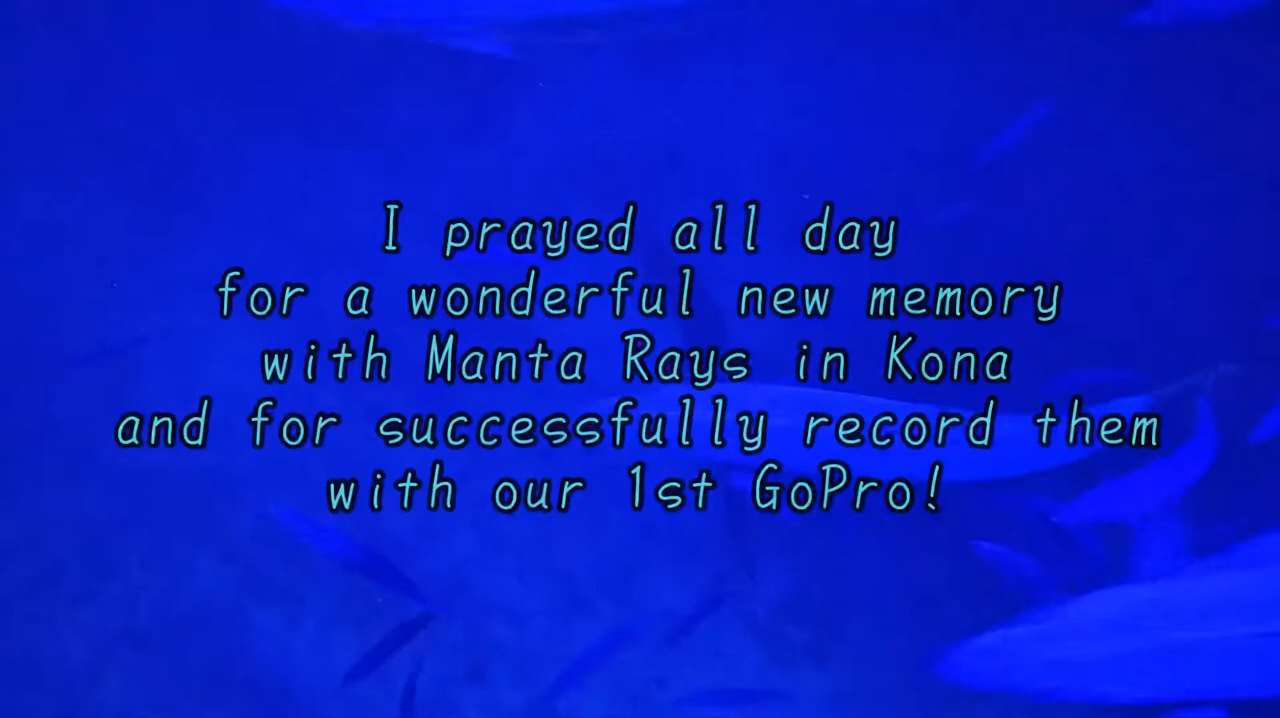 I prayed all day
for a wonderful new memory
with Manta Rays in Kona
and for successfully record them
with our 1st GoPro!